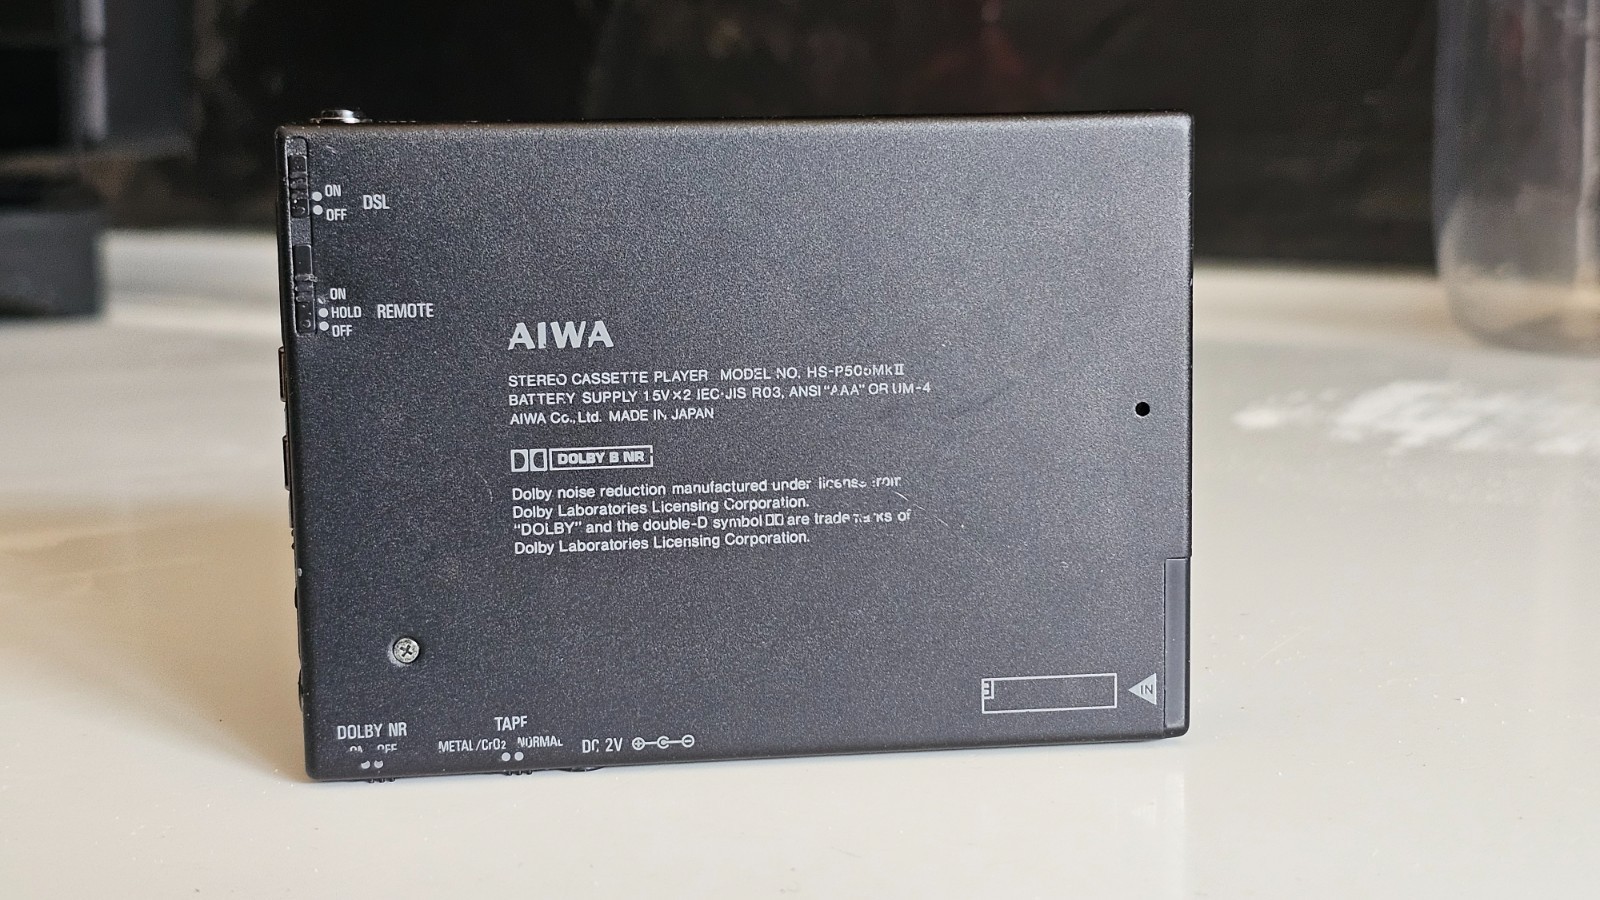 ON
OFF
DSL
ON
HOLD
OFF
REMOTE
AIWA
STEREO CASSETTE PLAYER MODEL NO. HS-P505MkII
BATTERY SUPPLY 1.5V×2 IEC·JIS R03, ANSI "AAA" OR UM-4
AIWA Co., Ltd. MADE IN JAPAN
DOLBY B NR
Dolby noise reduction manufactured under license from
Dolby Laboratories Licensing Corporation.
"DOLBY" and the double-D symbol are trademarks of
Dolby Laboratories Licensing Corporation.
IN
DOLBY NR
ON OFF
TAPE
METAL/CrO2 NORMAL
DC 2V